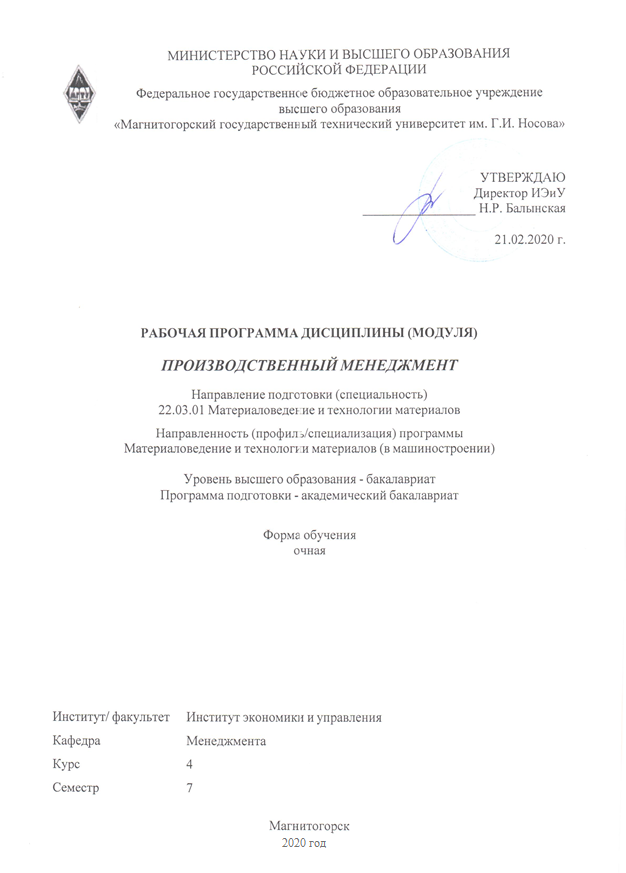 МИНИСТЕРСТВО НАУКИ И ВЫСШЕГО ОБРАЗОВАНИЯ
РОССИЙСКОЙ ФЕДЕРАЦИИ
Федеральное государственное бюджетное образовательное учреждение
высшего образования
«Магнитогорский государственный технический университет им. Г.И. Носова»
УТВЕРЖДАЮ
Директор ИЭиУ
Н.Р. Балынская
21.02.2020 г.
РАБОЧАЯ ПРОГРАММА ДИСЦИПЛИНЫ (МОДУЛЯ)
ПРОИЗВОДСТВЕННЫЙ МЕНЕДЖМЕНТ
Направление подготовки (специальность)
22.03.01 Материаловедение и технологии материалов
Направленность (профиль/специализация) программы
Материаловедение и технологии материалов (в машиностроении)
Уровень высшего образования - бакалавриат
Программа подготовки - академический бакалавриат
Форма обучения
очная
Институт/ факультет Институт экономики и управления
Кафедра Менеджмента
Курс 4
Семестр 7
Магнитогорск
2020 год